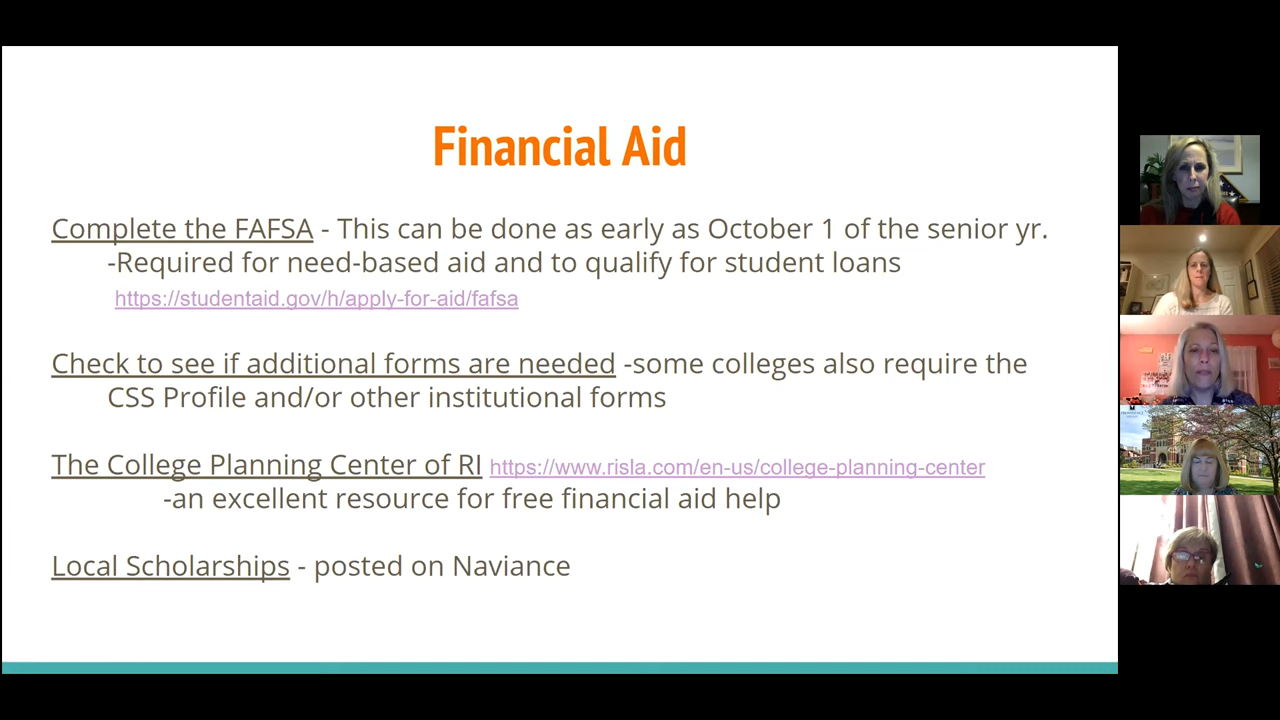 Financial Aid
Complete the FAFSA - This can be done as early as October 1 of the senior yr.
-Required for need-based aid and to qualify for student loans
https://studentaid.gov/h/apply-for-aid/fafsa
Check to see if additional forms are needed -some colleges also require the
CSS Profile and/or other institutional forms
The College Planning Center of RI https://www.risla.com/en-us/college-planning-center
-an excellent resource for free financial aid help
Local Scholarships - posted on Naviance